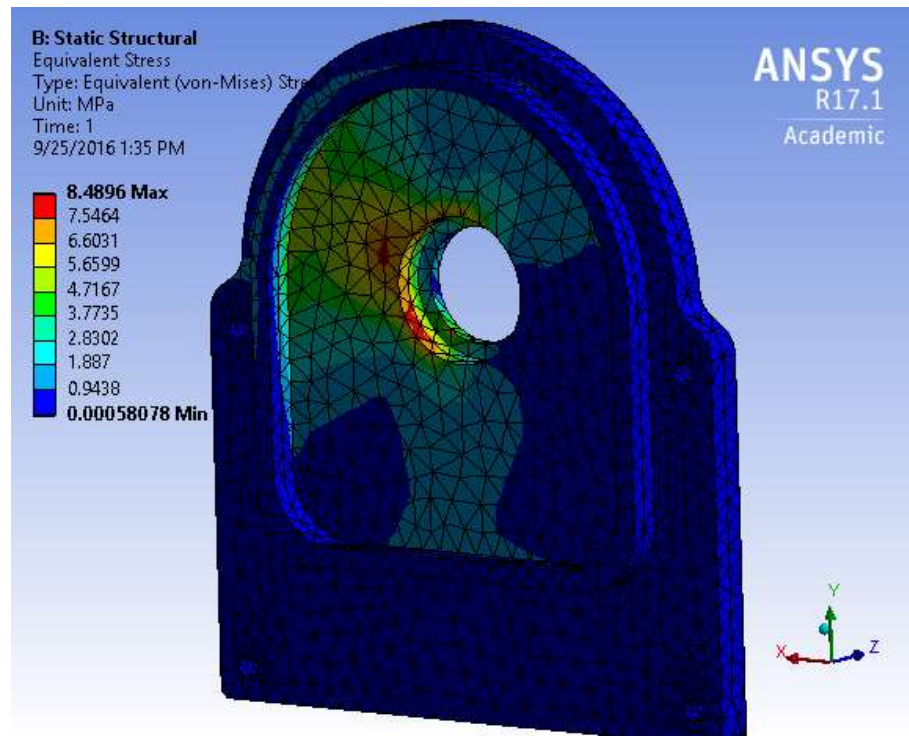 B: Static Structural
Equivalent Stress
Type: Equivalent (von-Mises) Stre
Unit: MPa
Time: 1
9/25/2016 1:35 PM
8.4896 Max
7.5464
6.6031
5.6599
4.7167
3.7735
2.8302
1.887
0.9438
0.00058078 Min
ANSYS
R17.1
Academic
Y
X
Z